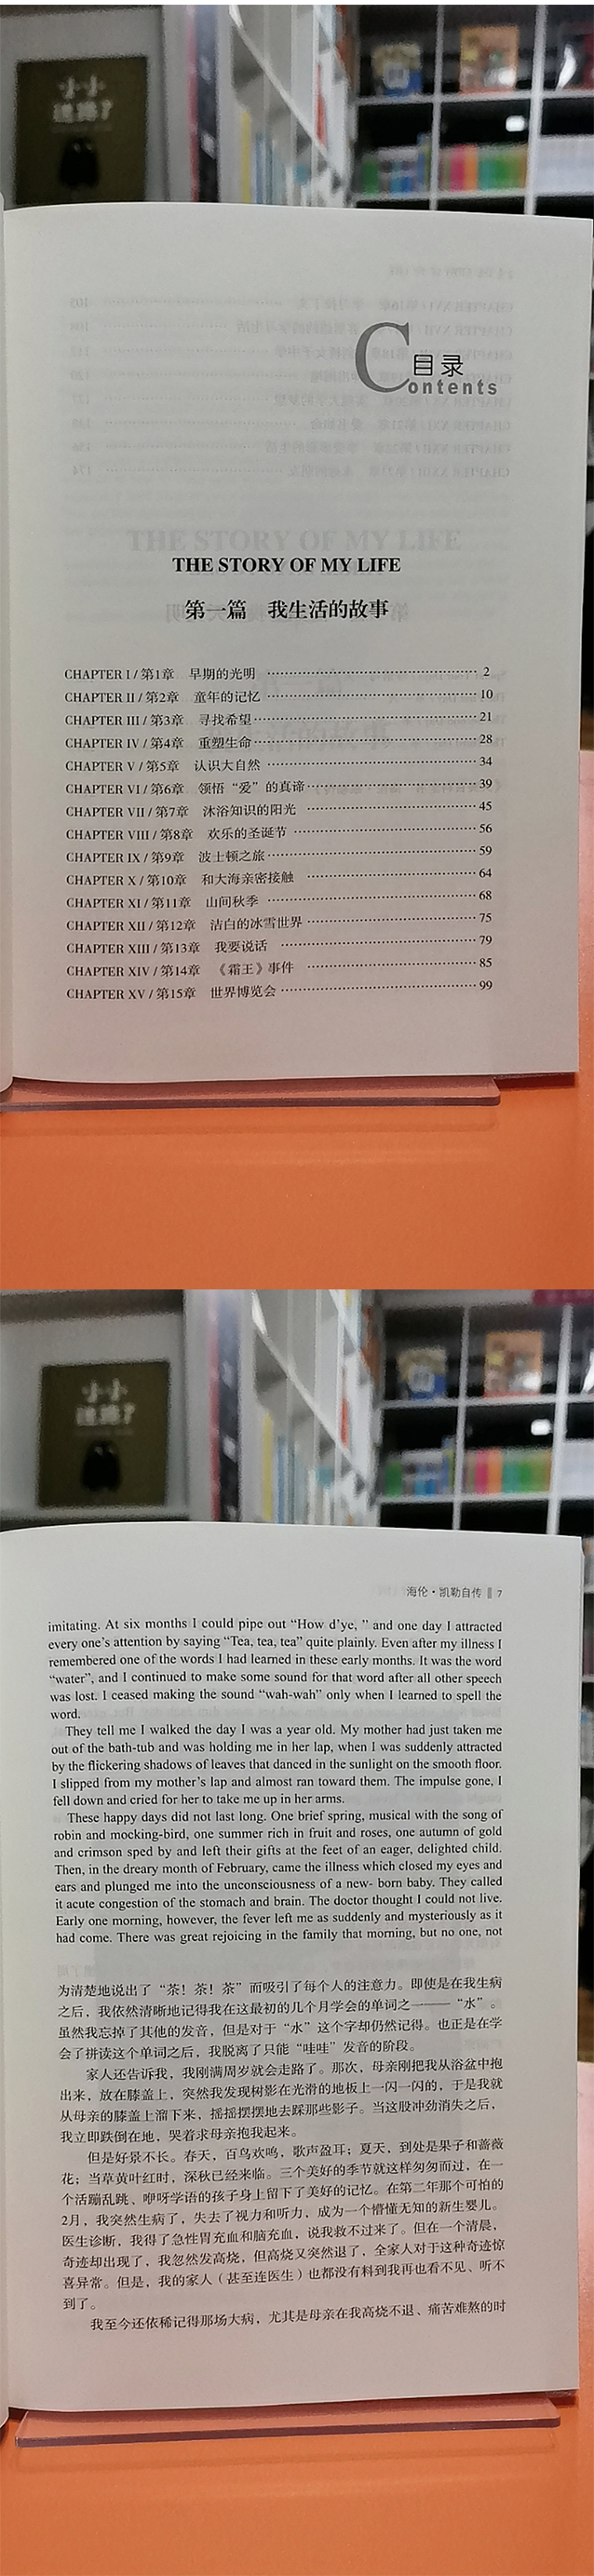 小小
迷路了
目录
Contents
THE STORY OF MY LIFE
第一篇 我生活的故事
CHAPTER I / 第1章 早期的光明 ………… 2
CHAPTER II / 第2章 童年的记忆 ………… 10
CHAPTER III / 第3章 寻找希望 ………… 21
CHAPTER IV / 第4章 重塑生命 ………… 28
CHAPTER V / 第5章 认识大自然 ………… 34
CHAPTER VI / 第6章 领悟“爱”的真谛 ………… 39
CHAPTER VII / 第7章 沐浴知识的阳光 ………… 45
CHAPTER VIII / 第8章 欢乐的圣诞节 ………… 56
CHAPTER IX / 第9章 波士顿之旅 ………… 59
CHAPTER X / 第10章 和大海亲密接触 ………… 64
CHAPTER XI / 第11章 山间秋季 ………… 68
CHAPTER XII / 第12章 洁白的冰雪世界 ………… 75
CHAPTER XIII / 第13章 我要说话 ………… 79
CHAPTER XIV / 第14章 《霜王》事件 ………… 85
CHAPTER XV / 第15章 世界博览会 ………… 99
小小
迷路了
海伦·凯勒自传 7
imitating. At six months I could pipe out “How d’ye, ” and one day I attracted
every one’s attention by saying “Tea, tea, tea” quite plainly. Even after my illness I
remembered one of the words I had learned in these early months. It was the word
“water”, and I continued to make some sound for that word after all other speech
was lost. I ceased making the sound “wah-wah” only when I learned to spell the
word.
They tell me I walked the day I was a year old. My mother had just taken me
out of the bath-tub and was holding me in her lap, when I was suddenly attracted
by the flickering shadows of leaves that danced in the sunlight on the smooth floor.
I slipped from my mother’s lap and almost ran toward them. The impulse gone, I
fell down and cried for her to take me up in her arms.
These happy days did not last long. One brief spring, musical with the song of
robin and mocking-bird, one summer rich in fruit and roses, one autumn of gold
and crimson sped by and left their gifts at the feet of an eager, delighted child.
Then, in the dreary month of February, came the illness which closed my eyes and
ears and plunged me into the unconsciousness of a new- born baby. They called
it acute congestion of the stomach and brain. The doctor thought I could not live.
Early one morning, however, the fever left me as suddenly and mysteriously as it
had come. There was great rejoicing in the family that morning, but no one, not
为清楚地说出了“茶！茶！茶”而吸引了每个人的注意力。即使是在我生病
之后，我依然清晰地记得我在这最初的几个月学会的单词之一——“水”。
虽然我忘掉了其他的发音，但是对于“水”这个字却仍然记得。也正是在学
会了拼读这个单词之后，我脱离了只能“哇哇”发音的阶段。
家人还告诉我，我刚满周岁就会走路了。那次，母亲刚把我从浴盆中抱
出来，放在膝盖上，突然我发现树影在光滑的地板上一闪一闪的，于是我就
从母亲的膝盖上溜下来，摇摇摆摆地去踩那些影子。当这股冲劲消失之后，
我立即跌倒在地，哭着求母亲抱我起来。
但是好景不长。春天，百鸟欢鸣，歌声盈耳；夏天，到处是果子和蔷薇
花；当草黄叶红时，深秋已经来临。三个美好的季节就这样匆匆而过，在一
个活蹦乱跳、咿呀学语的孩子身上留下了美好的记忆。在第二年那个可怕的
2月，我突然生病了，失去了视力和听力，成为一个懵懂无知的新生婴儿。
医生诊断，我得了急性胃充血和脑充血，说我救不过来了。但在一个清晨，
奇迹却出现了，我忽然发高烧，但高烧又突然退了，全家人对于这种奇迹惊
喜异常。但是，我的家人（甚至连医生）也都没有料到我再也看不见、听不
到了。
我至今还依稀记得那场大病，尤其是母亲在我高烧不退、痛苦难熬的时